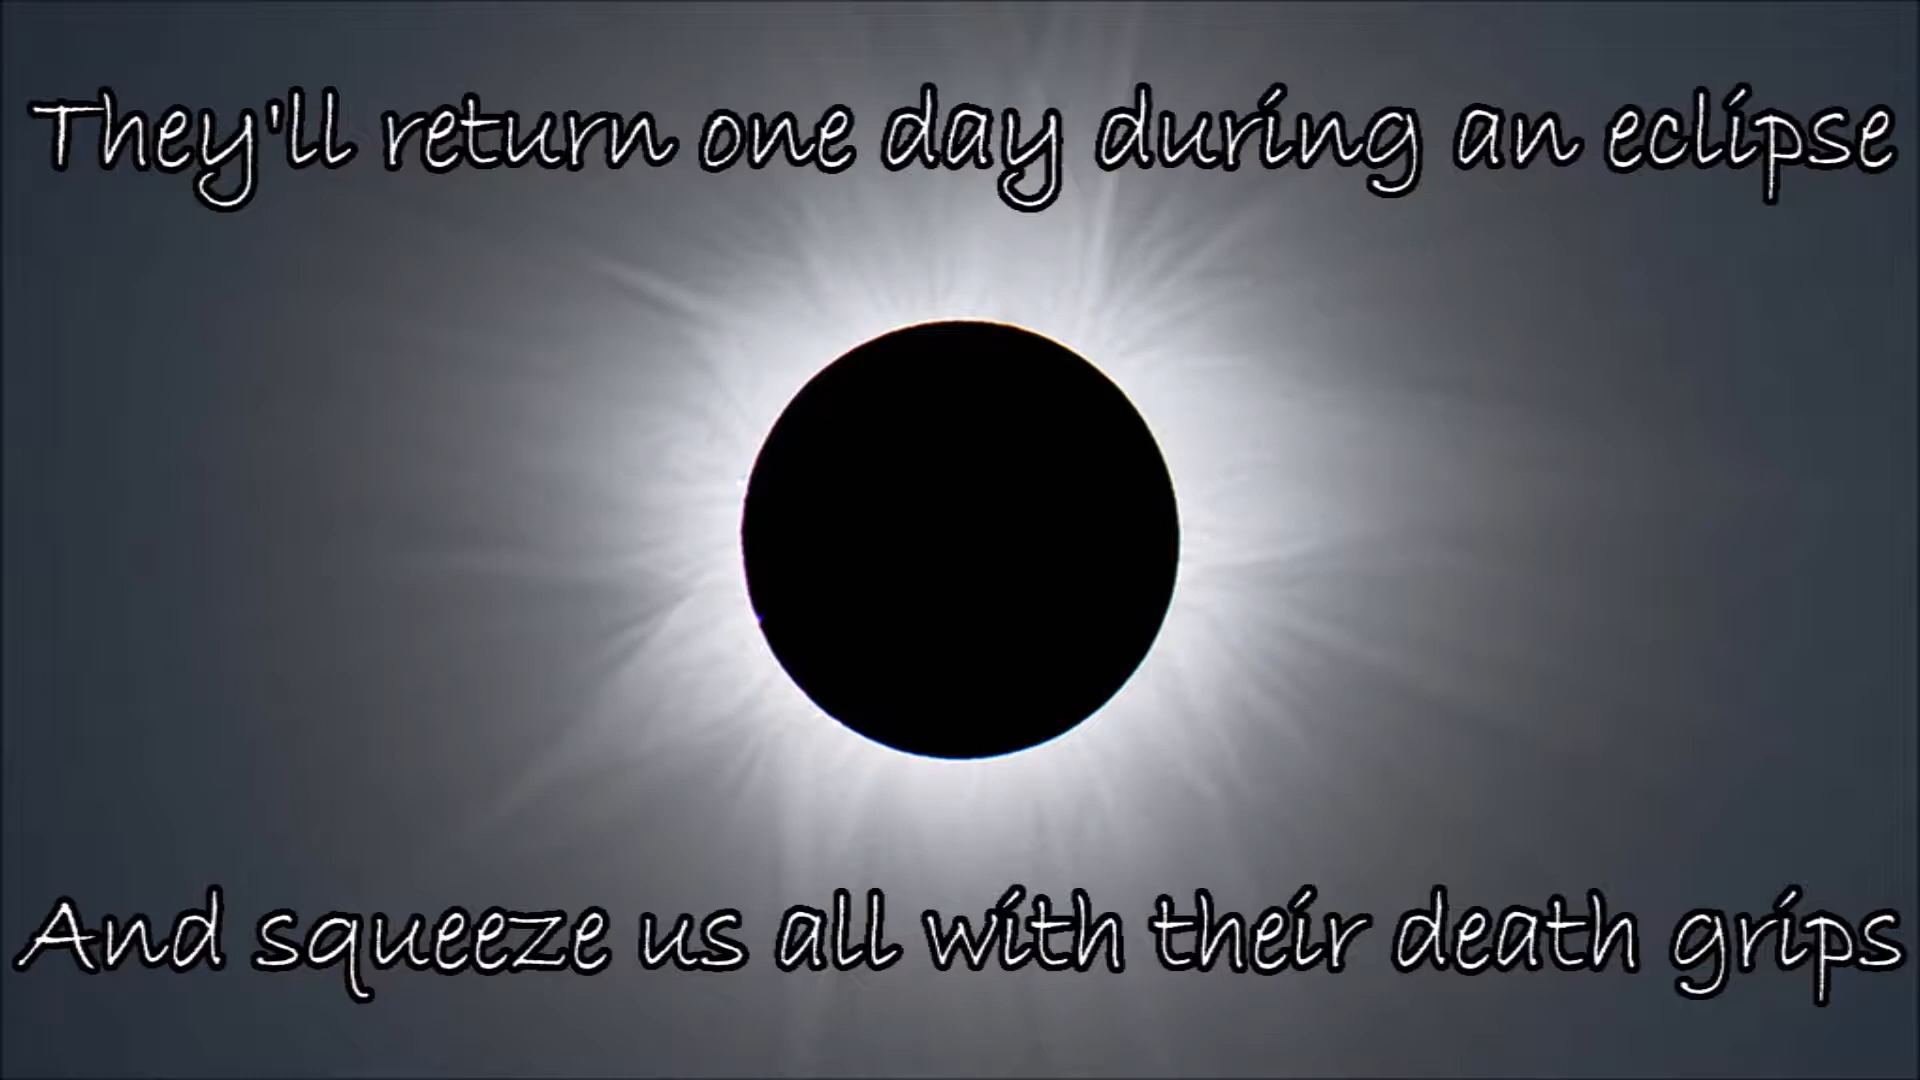 They'll return one day during an eclipse
And squeeze us all with their death grips